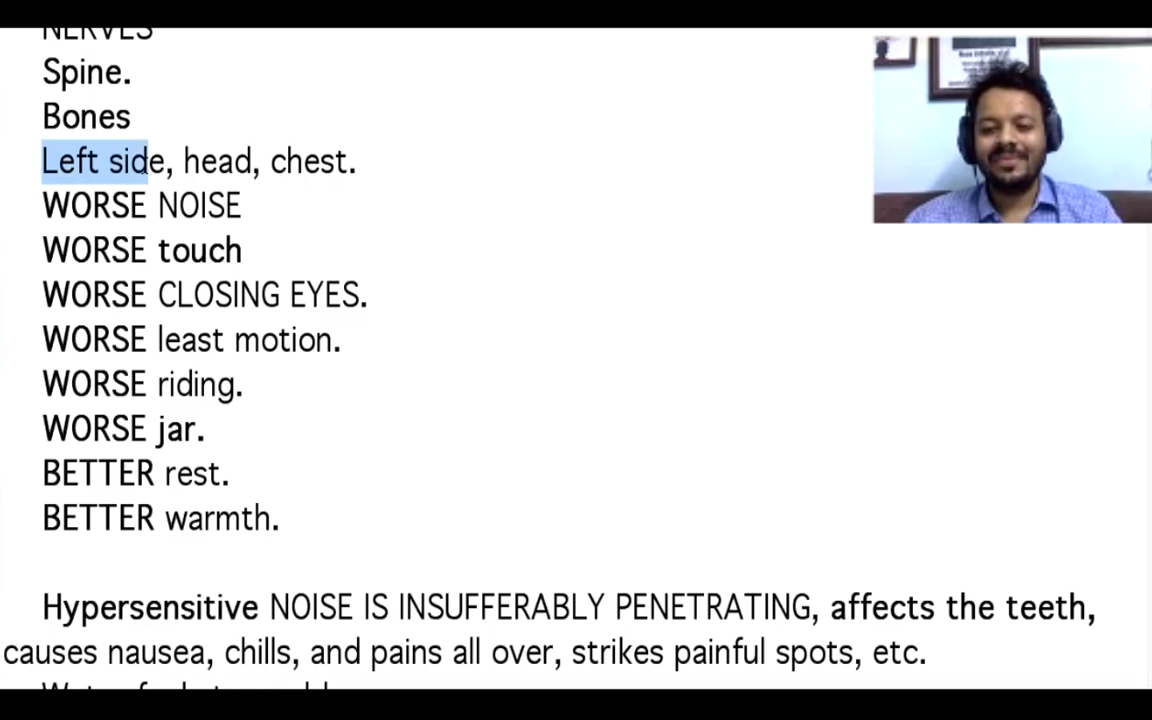 NERVES
Spine.
Bones
Left side, head, chest.
WORSE NOISE
WORSE touch
WORSE CLOSING EYES.
WORSE least motion.
WORSE riding.
WORSE jar.
BETTER rest.
BETTER warmth.
Hypersensitive NOISE IS INSUFFERABLY PENETRATING, affects the teeth,
causes nausea, chills, and pains all over, strikes painful spots, etc.